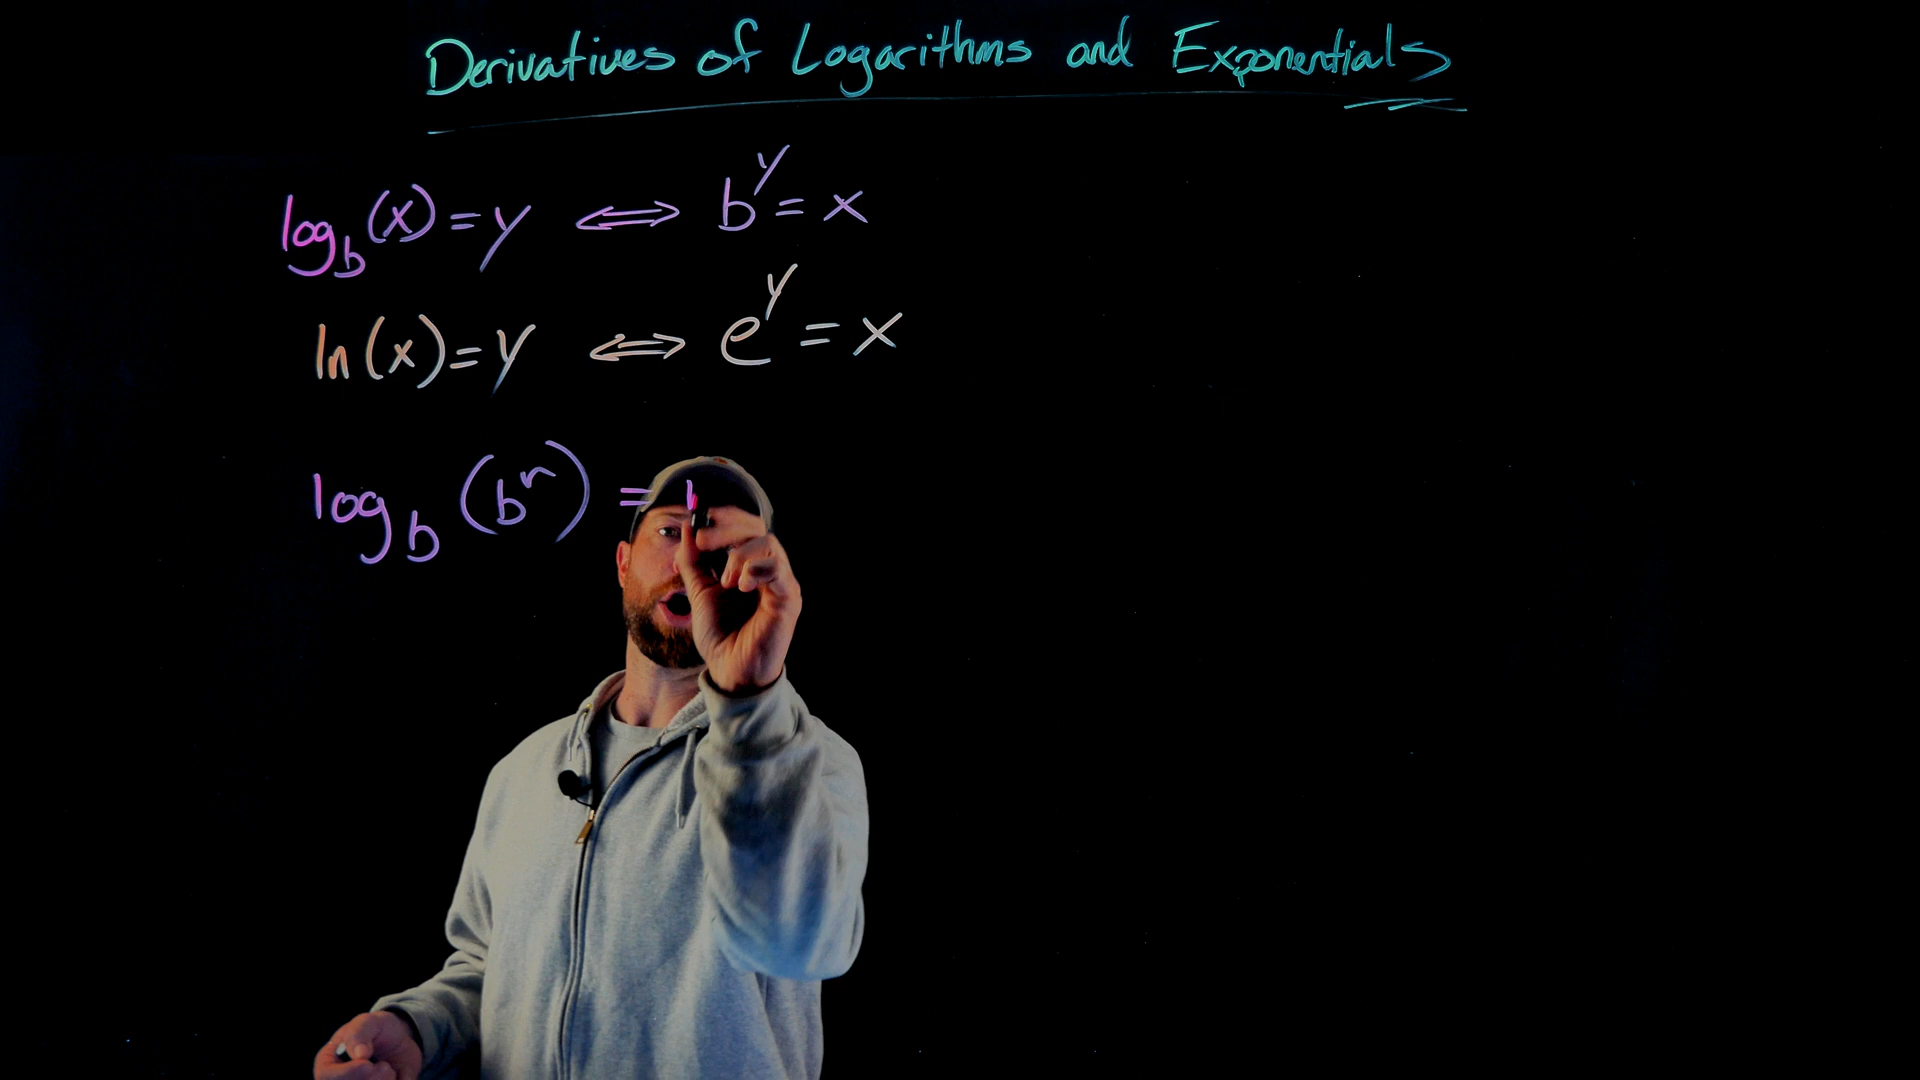 Derivatives of Logarithms and Exponentials
log_b(x)=y ⟺ b^y = x
ln(x)=y ⟺ e^y = x
log_b(b^n) =